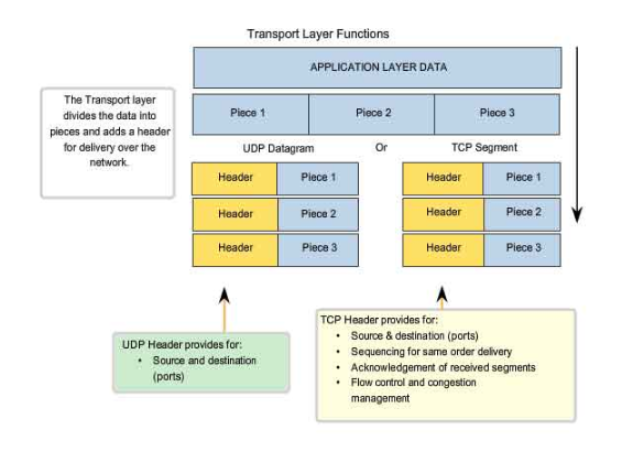 Transport Layer Functions
APPLICATION LAYER DATA
The Transport layer
divides the data into
pieces and adds a header
for delivery over the
network.
Piece 1 Piece 2 Piece 3
UDP Datagram Or TCP Segment
Header Piece 1 Header Piece 1
Header Piece 2 Header Piece 2
Header Piece 3 Header Piece 3
UDP Header provides for:
• Source and destination
(ports)
TCP Header provides for:
• Source & destination (ports)
• Sequencing for same order delivery
• Acknowledgement of received segments
• Flow control and congestion
management